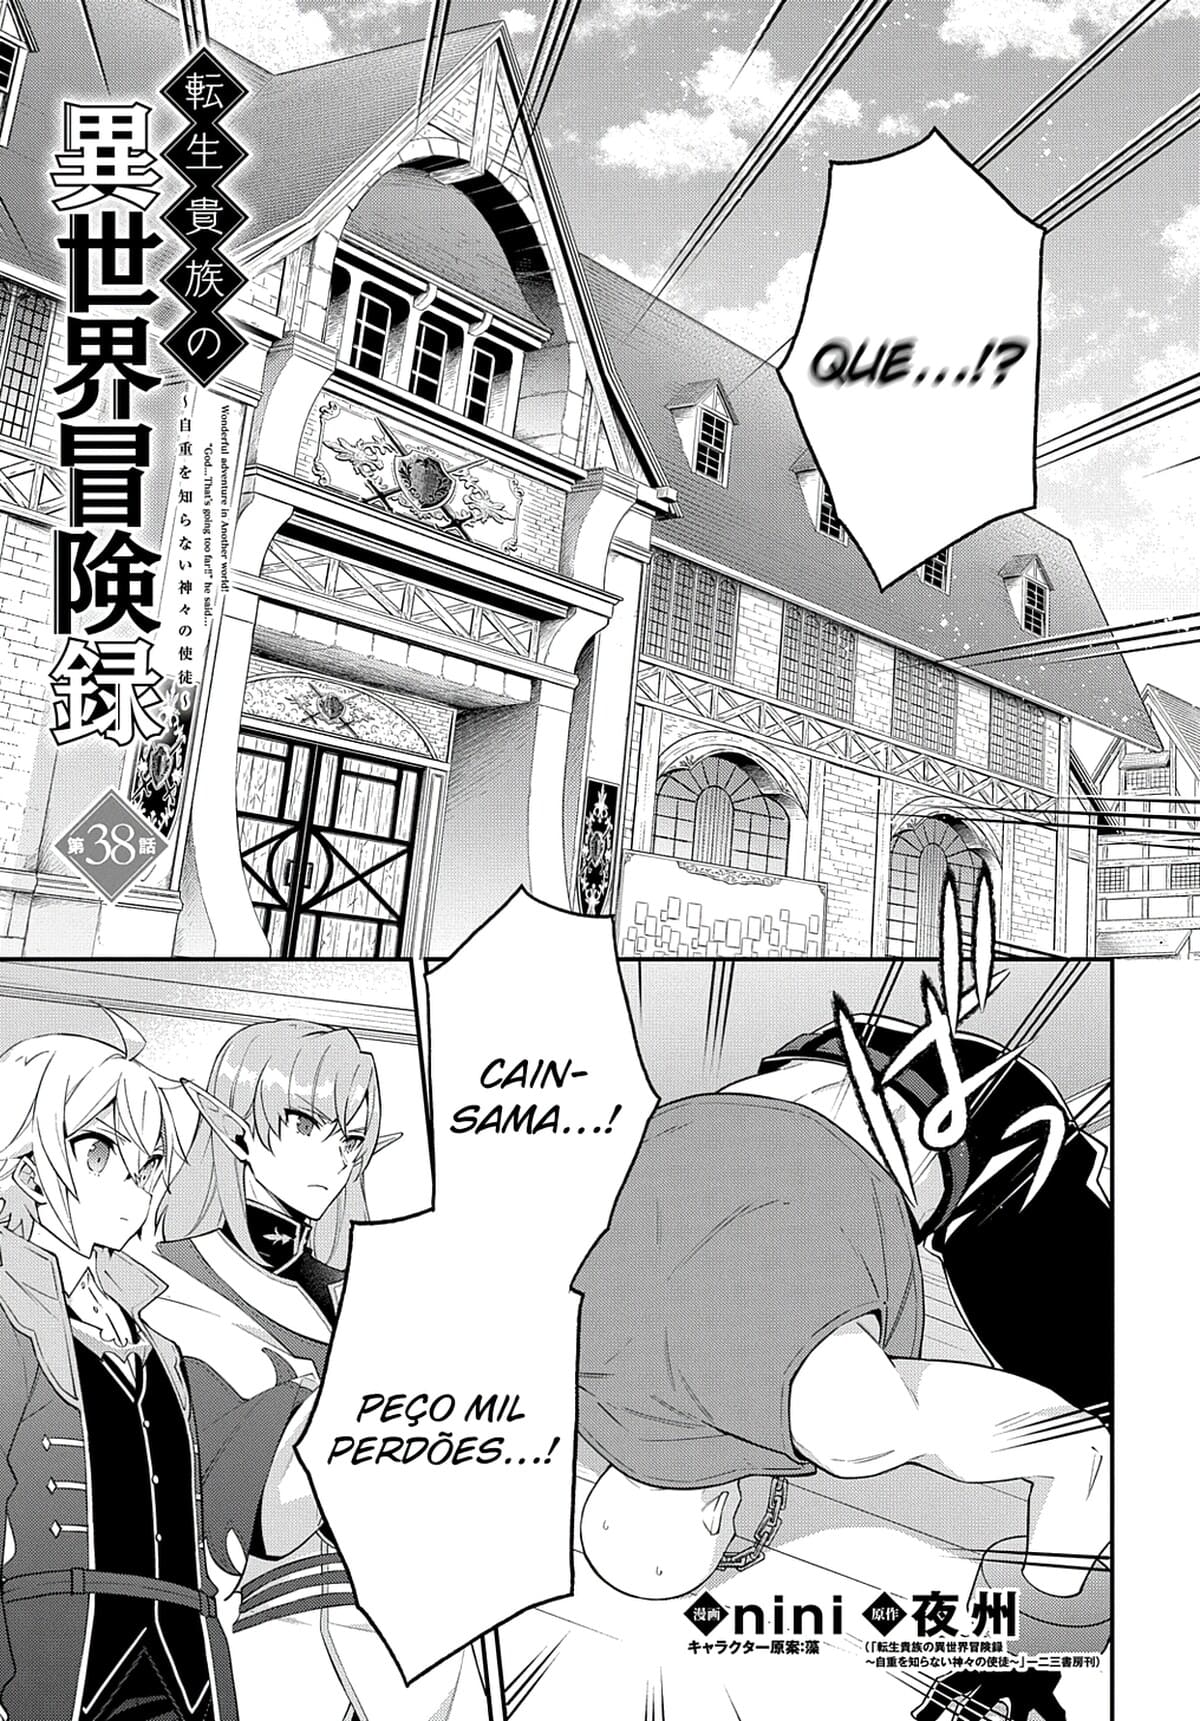 転生貴族の
異世界冒険録
～自重を知らない神々の使徒～
Wonderful adventure in Another world!
"God...That's going too far!!" he said...
第38話
QUE...!?
CAIN-
SAMA...!
PEÇO MIL
PERDÕES...!
ガバッ
漫画 nini 原作 夜州
キャラクター原案:藻
(「転生貴族の異世界冒険録
～自重を知らない神々の使徒～」一二三書房刊)